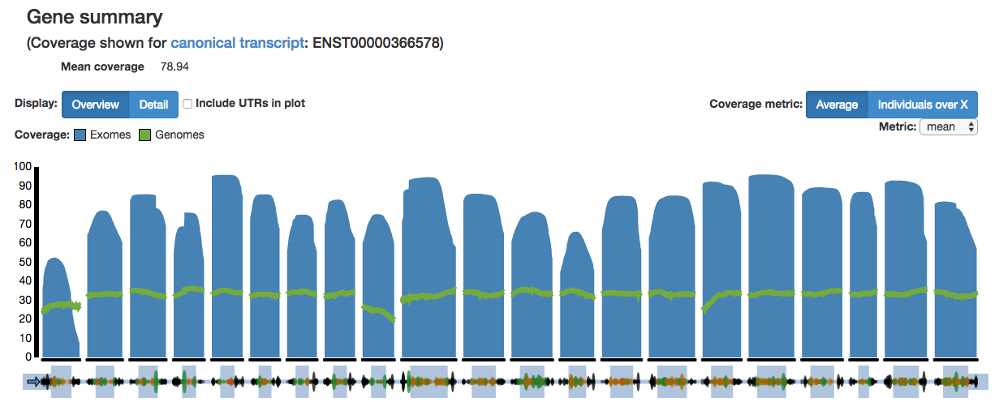 Gene summary
(Coverage shown for canonical transcript: ENST00000366578)
Mean coverage 78.94
Display: Overview Detail Include UTRs in plot
Coverage metric: Average Individuals over X
Metric: mean
Coverage: Exomes Genomes
100
90
80
70
60
50
40
30
20
10
0